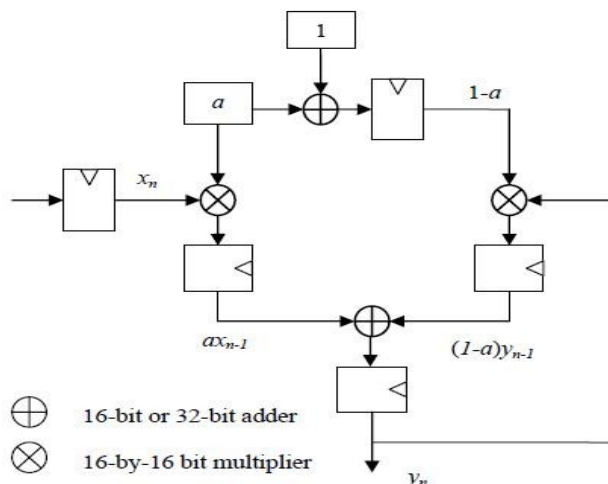 1
a
1-a
xₙ
axₙ₋₁
(1-a)yₙ₋₁
16-bit or 32-bit adder
16-by-16 bit multiplier
yₙ